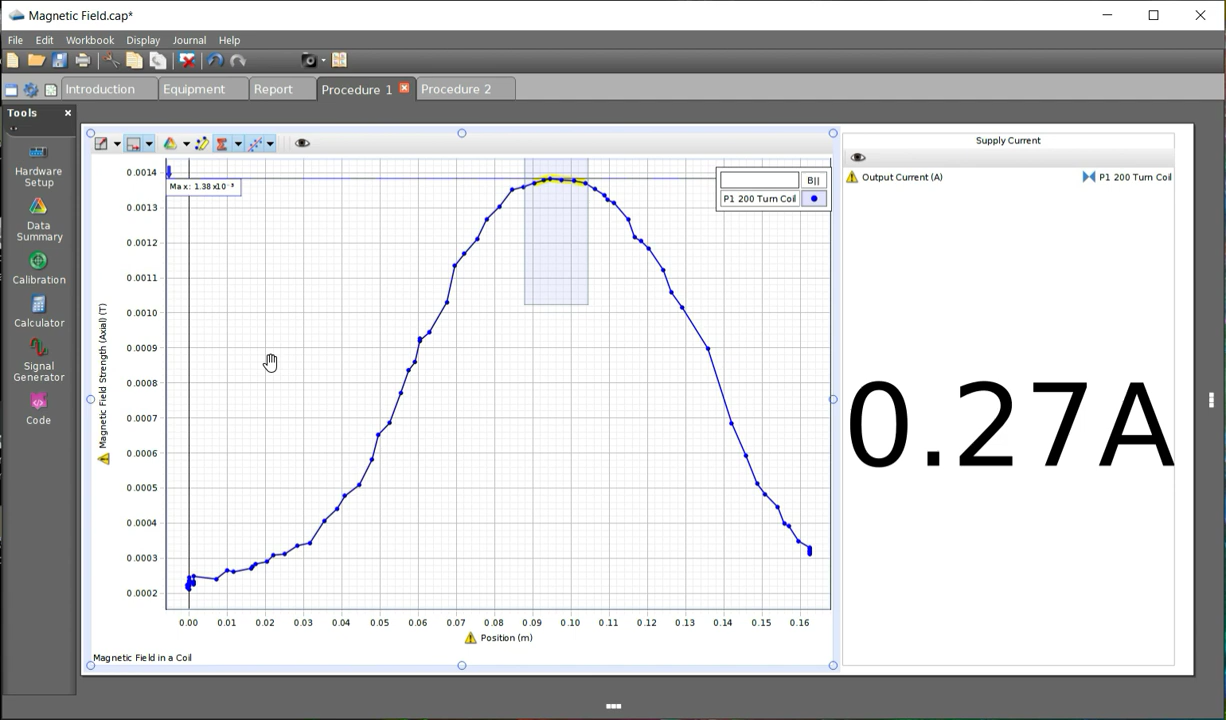 Magnetic Field.cap*
File Edit Workbook Display Journal Help
Introduction Equipment Report Procedure 1 Procedure 2
Tools
Hardware
Setup
Data
Summary
Calibration
Calculator
Signal
Generator
Code
Max: 1.38 x10⁻³
B||
P1 200 Turn Coil
0.0014
0.0013
0.0012
0.0011
0.0010
0.0009
0.0008
0.0007
0.0006
0.0005
0.0004
0.0003
0.0002
Magnetic Field Strength (Axial) (T)
0.00 0.01 0.02 0.03 0.04 0.05 0.06 0.07 0.08 0.09 0.10 0.11 0.12 0.13 0.14 0.15 0.16
Position (m)
Magnetic Field in a Coil
Supply Current
Output Current (A) P1 200 Turn Coil
0.27A